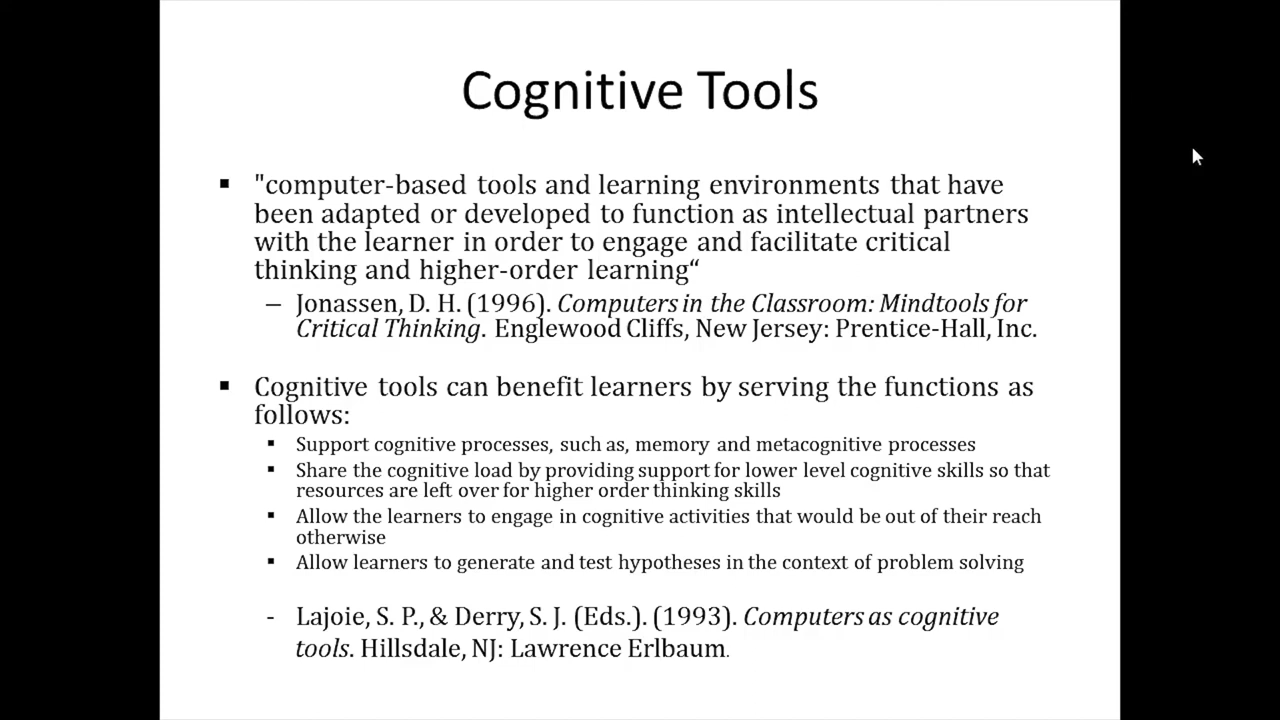 Cognitive Tools
▪ "computer-based tools and learning environments that have
been adapted or developed to function as intellectual partners
with the learner in order to engage and facilitate critical
thinking and higher-order learning“
– Jonassen, D. H. (1996). Computers in the Classroom: Mindtools for
Critical Thinking. Englewood Cliffs, New Jersey: Prentice-Hall, Inc.
▪ Cognitive tools can benefit learners by serving the functions as
follows:
▪ Support cognitive processes, such as, memory and metacognitive processes
▪ Share the cognitive load by providing support for lower level cognitive skills so that
resources are left over for higher order thinking skills
▪ Allow the learners to engage in cognitive activities that would be out of their reach
otherwise
▪ Allow learners to generate and test hypotheses in the context of problem solving
- Lajoie, S. P., & Derry, S. J. (Eds.). (1993). Computers as cognitive
tools. Hillsdale, NJ: Lawrence Erlbaum.